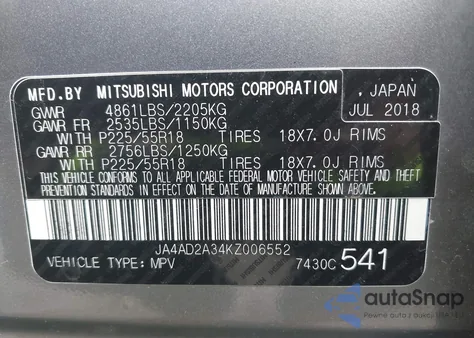 MFD.BY MITSUBISHI MOTORS CORPORATION JAPAN
GVWR 4861LBS/2205KG JUL 2018
GAWR FR 2535LBS/1150KG
WITH P225/55R18 TIRES 18X7.0J RIMS
GAWR RR 2756LBS/1250KG
WITH P225/55R18 TIRES 18X7.0J RIMS
THIS VEHICLE CONFORMS TO ALL APPLICABLE FEDERAL MOTOR VEHICLE SAFETY AND THEFT
PREVENTION STANDARDS IN EFFECT ON THE DATE OF MANUFACTURE SHOWN ABOVE.
JA4AD2A34KZ006552
VEHICLE TYPE: MPV 7430C 541
autoSnap
Pewne auta z Ameryki